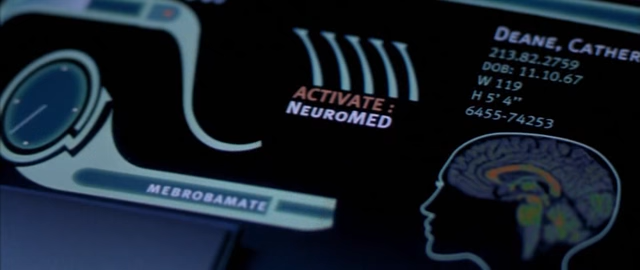 ACTIVATE :
NEUROMED
MEBROBAMATE
DEANE, CATHER
213.82.2759
DOB: 11.10.67
W 119
H 5' 4"
6455-74253